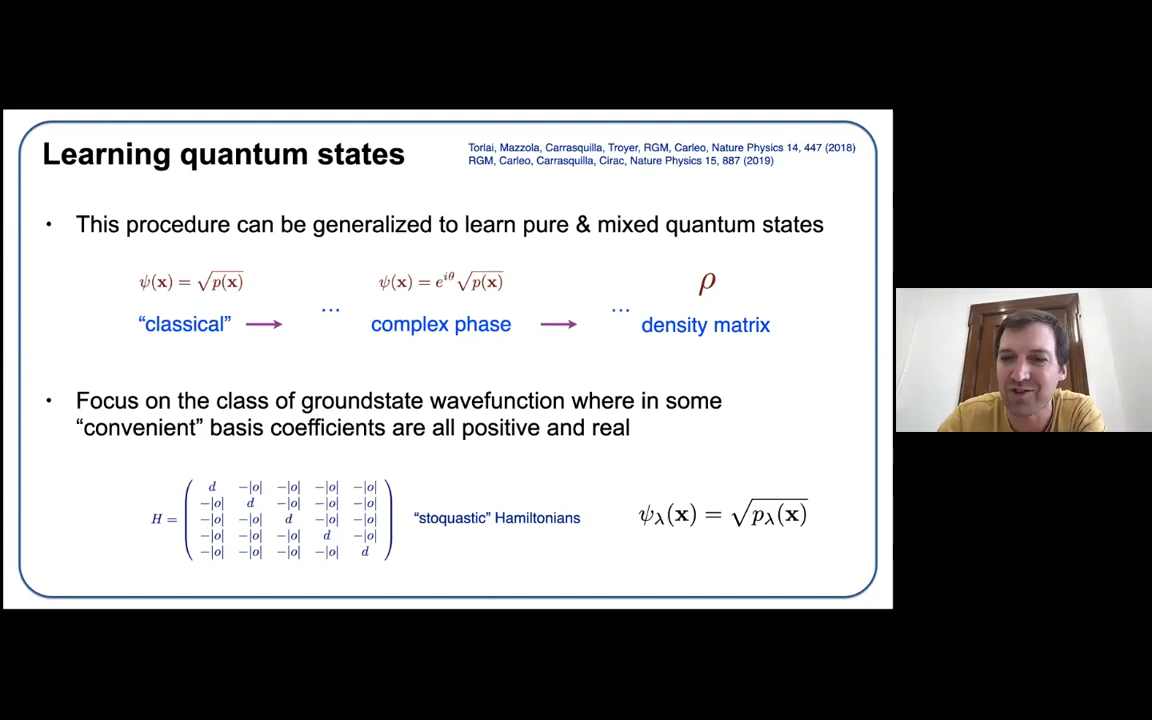 Learning quantum states
Torlai, Mazzola, Carrasquilla, Troyer, RGM, Carleo, Nature Physics 14, 447 (2018)
RGM, Carleo, Carrasquilla, Cirac, Nature Physics 15, 887 (2019)
• This procedure can be generalized to learn pure & mixed quantum states
ψ(x) = √p(x)
ψ(x) = e^{iθ} √p(x)
ρ
“classical” ⟶ … complex phase ⟶ … density matrix
• Focus on the class of groundstate wavefunction where in some
“convenient” basis coefficients are all positive and real
d −|o| −|o| −|o| −|o|
−|o| d −|o| −|o| −|o|
H = −|o| −|o| d −|o| −|o|
−|o| −|o| −|o| d −|o|
−|o| −|o| −|o| −|o| d
“stoquastic” Hamiltonians
ψ_λ(x) = √p_λ(x)